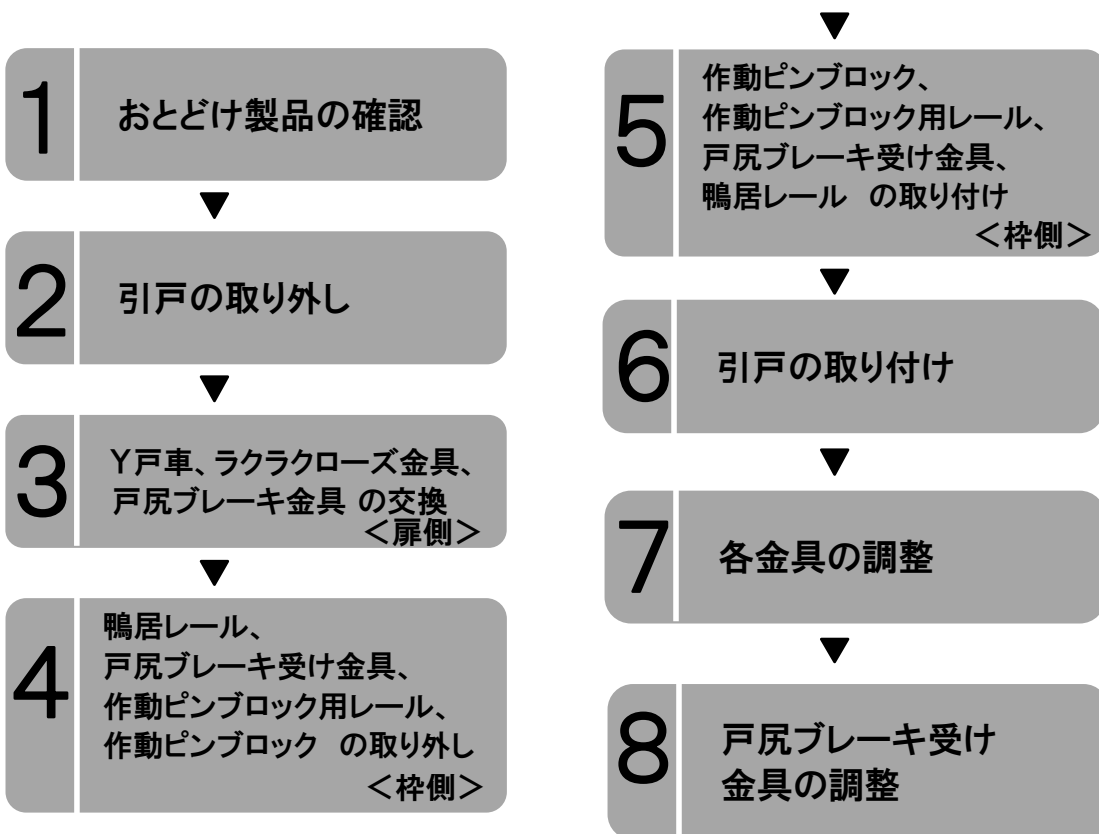 1
おとどけ製品の確認
▼
2
引戸の取り外し
▼
3
Y戸車、ラクラクローズ金具、
戸尻ブレーキ金具 の交換
＜扉側＞
▼
4
鴨居レール、
戸尻ブレーキ受け金具、
作動ピンブロック用レール、
作動ピンブロック　の取り外し
＜枠側＞
▼
5
作動ピンブロック、
作動ピンブロック用レール、
戸尻ブレーキ受け金具、
鴨居レール　の取り付け
＜枠側＞
▼
6
引戸の取り付け
▼
7
各金具の調整
▼
8
戸尻ブレーキ受け
金具の調整